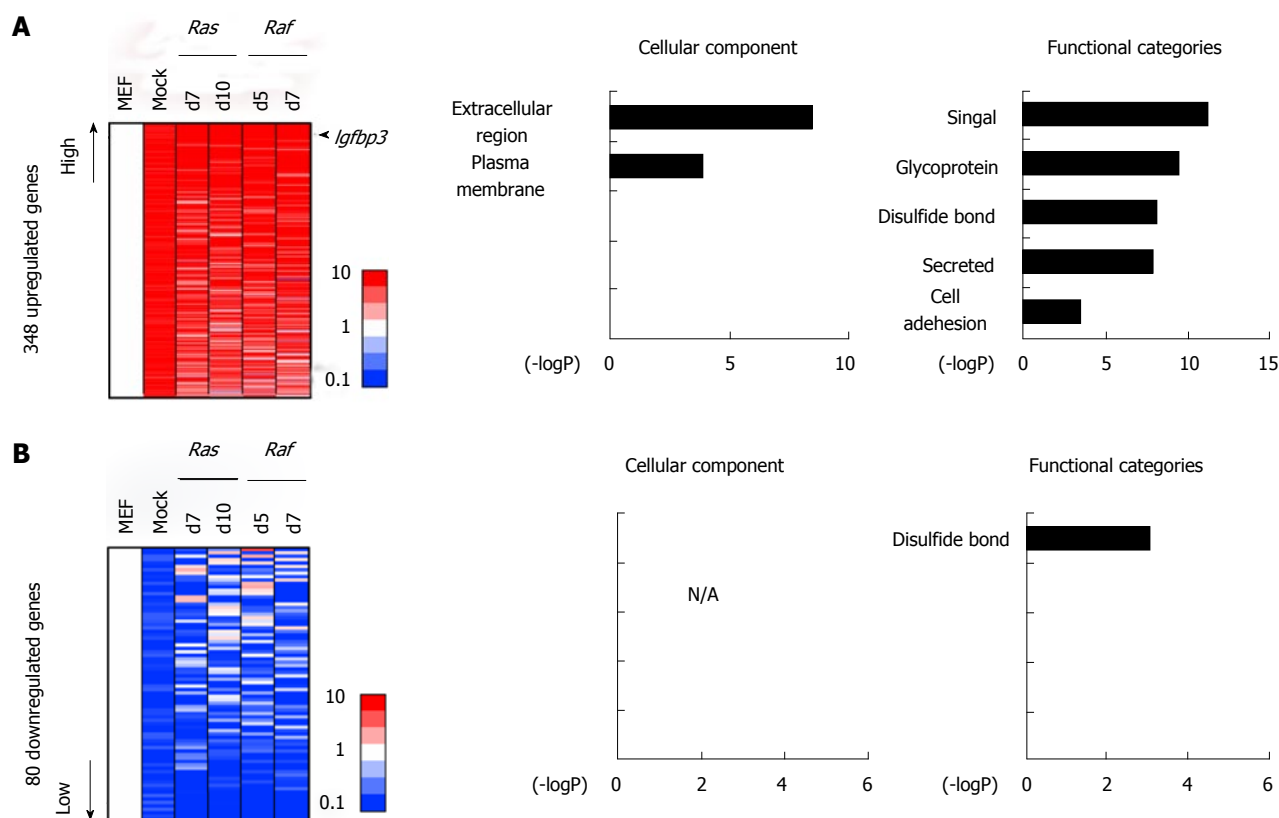 A
Ras
Raf
MEF
Mock
d7
d10
d5
d7
Igfbp3
High
348 upregulated genes
10
1
0.1
Cellular component
Extracellular
region
Plasma
membrane
(-logP)
0
5
10
Functional categories
Singal
Glycoprotein
Disulfide bond
Secreted
Cell
adehesion
(-logP)
0
5
10
15
B
Ras
Raf
MEF
Mock
d7
d10
d5
d7
80 downregulated genes
Low
10
1
0.1
Cellular component
N/A
(-logP)
0
2
4
6
Functional categories
Disulfide bond
(-logP)
0
2
4
6